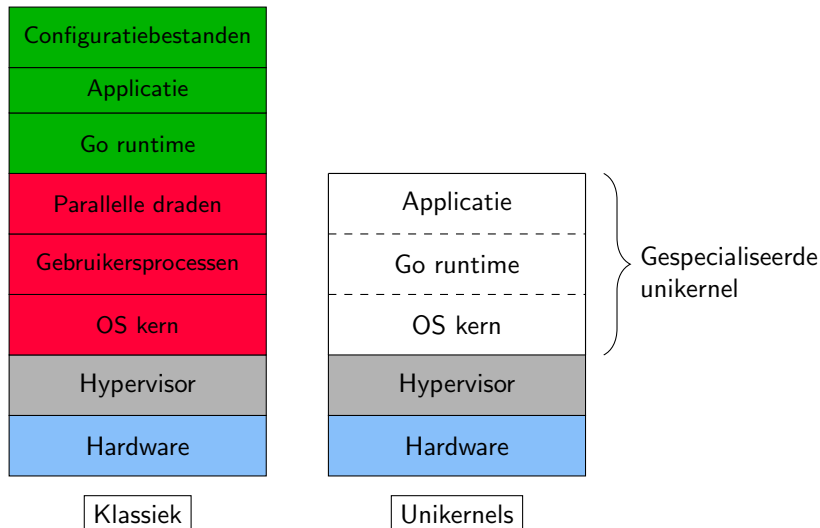 Configuratiebestanden
Applicatie
Go runtime
Parallelle draden
Gebruikersprocessen
OS kern
Hypervisor
Hardware
Klassiek
Applicatie
Go runtime
OS kern
Hypervisor
Hardware
Unikernels
Gespecialiseerde
unikernel